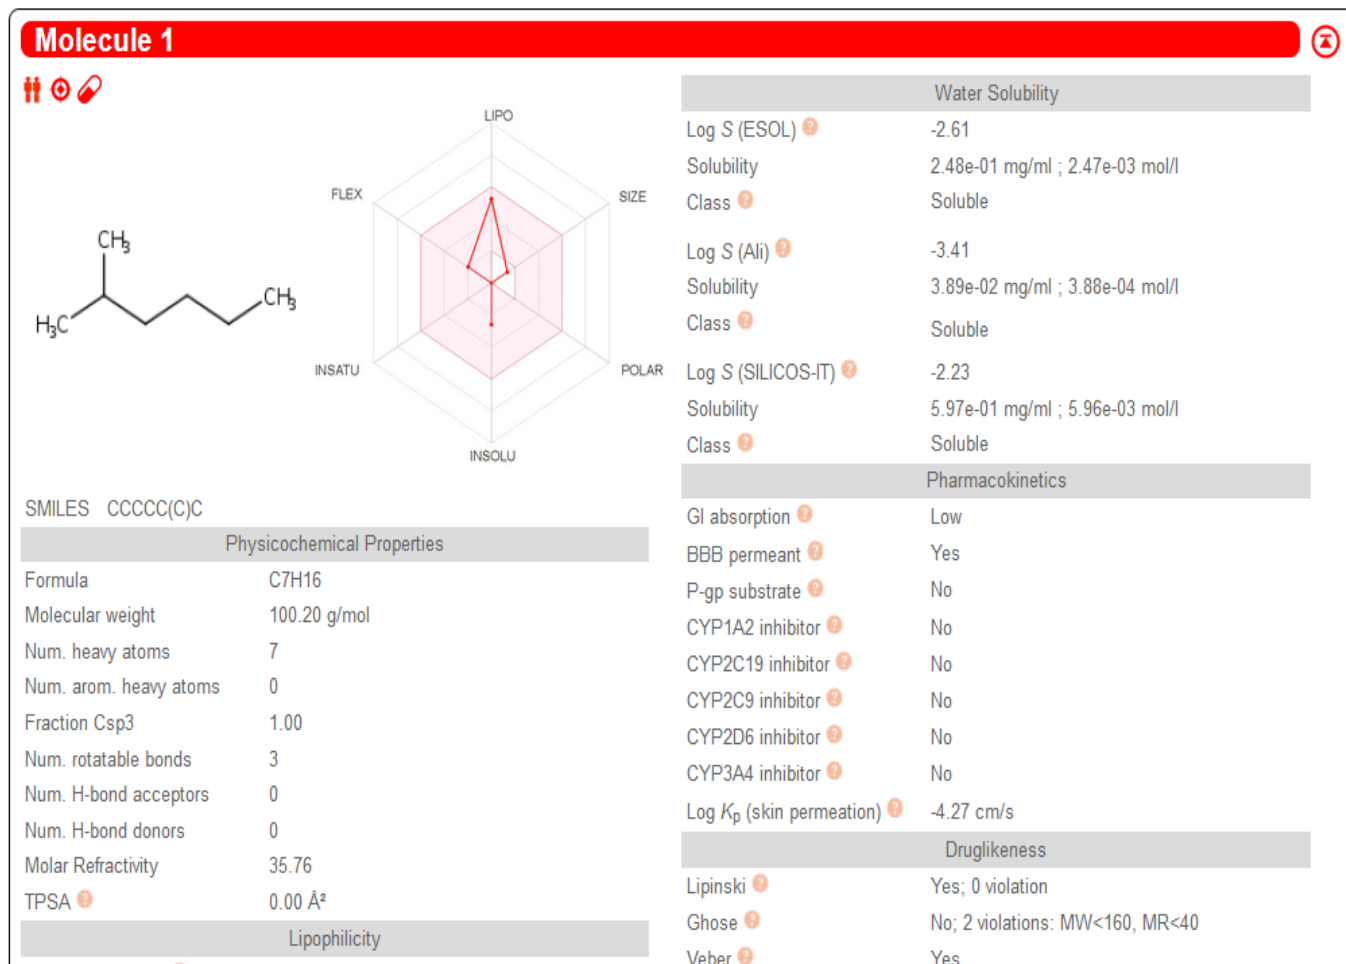 Molecule 1
LIPO
FLEX
SIZE
CH3
CH3
H3C
INSATU
POLAR
INSOLU
SMILES CCCCC(C)C
Physicochemical Properties
Formula C7H16
Molecular weight 100.20 g/mol
Num. heavy atoms 7
Num. arom. heavy atoms 0
Fraction Csp3 1.00
Num. rotatable bonds 3
Num. H-bond acceptors 0
Num. H-bond donors 0
Molar Refractivity 35.76
TPSA ? 0.00 Å²
Lipophilicity
Water Solubility
Log S (ESOL) ? -2.61
Solubility 2.48e-01 mg/ml ; 2.47e-03 mol/l
Class ? Soluble
Log S (Ali) ? -3.41
Solubility 3.89e-02 mg/ml ; 3.88e-04 mol/l
Class ? Soluble
Log S (SILICOS-IT) ? -2.23
Solubility 5.97e-01 mg/ml ; 5.96e-03 mol/l
Class ? Soluble
Pharmacokinetics
GI absorption ? Low
BBB permeant ? Yes
P-gp substrate ? No
CYP1A2 inhibitor ? No
CYP2C19 inhibitor ? No
CYP2C9 inhibitor ? No
CYP2D6 inhibitor ? No
CYP3A4 inhibitor ? No
Log Kp (skin permeation) ? -4.27 cm/s
Druglikeness
Lipinski ? Yes; 0 violation
Ghose ? No; 2 violations: MW<160, MR<40
Veber ? Yes